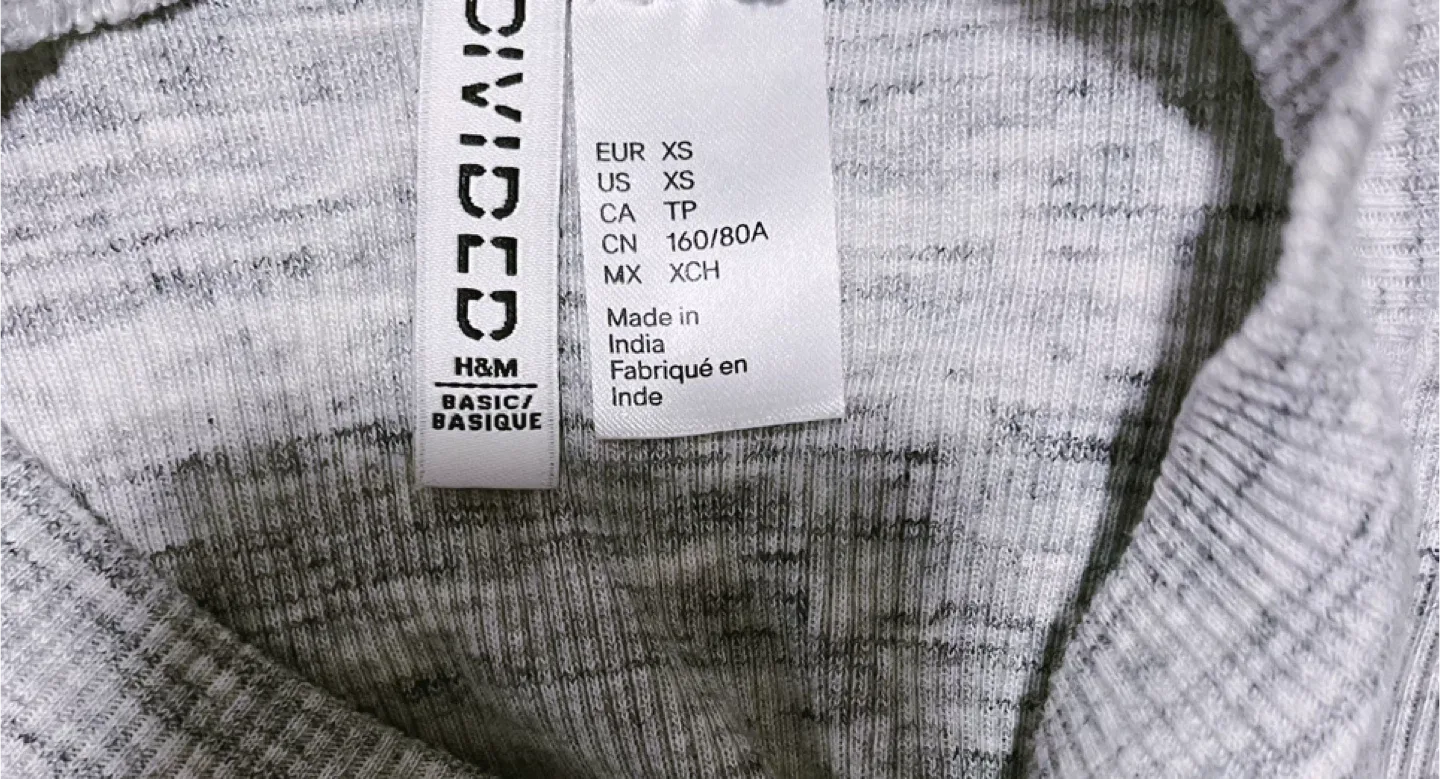 DIVIDED
H&M
BASIC/
BASIQUE
EUR XS
US XS
CA TP
CN 160/80A
MX XCH
Made in
India
Fabriqué en
Inde